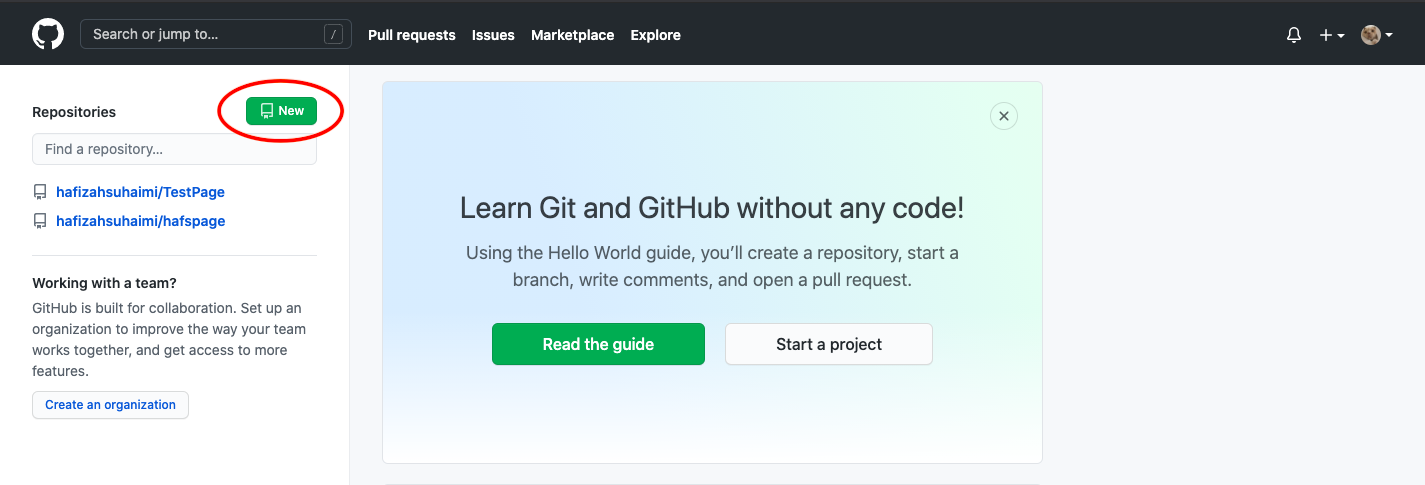 Search or jump to... /
Pull requests Issues Marketplace Explore
Repositories
New
Find a repository...
hafizahsuhaimi/TestPage
hafizahsuhaimi/hafspage
Working with a team?
GitHub is built for collaboration. Set up an
organization to improve the way your team
works together, and get access to more
features.
Create an organization
Learn Git and GitHub without any code!
Using the Hello World guide, you’ll create a repository, start a
branch, write comments, and open a pull request.
Read the guide
Start a project